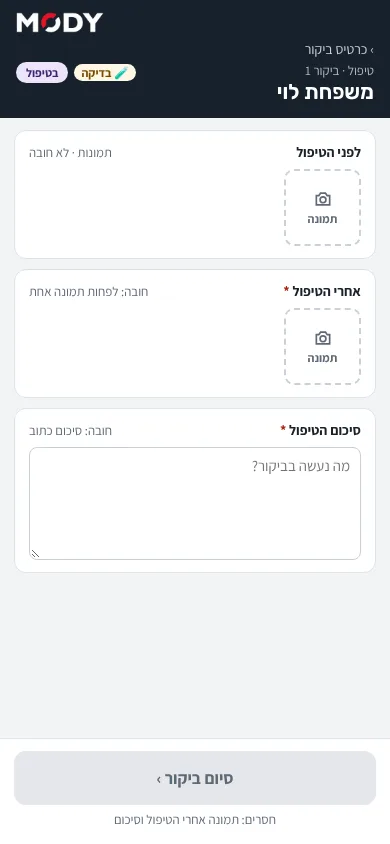 MODY
‹ כרטיס ביקור
טיפול · ביקור 1
משפחת לוי
🧪 בדיקה
בטיפול
לפני הטיפול
תמונות · לא חובה
תמונה
אחרי הטיפול *
חובה: לפחות תמונה אחת
תמונה
סיכום הטיפול *
חובה: סיכום כתוב
מה נעשה בביקור?
סיום ביקור ‹
חסרים: תמונה אחרי הטיפול וסיכום